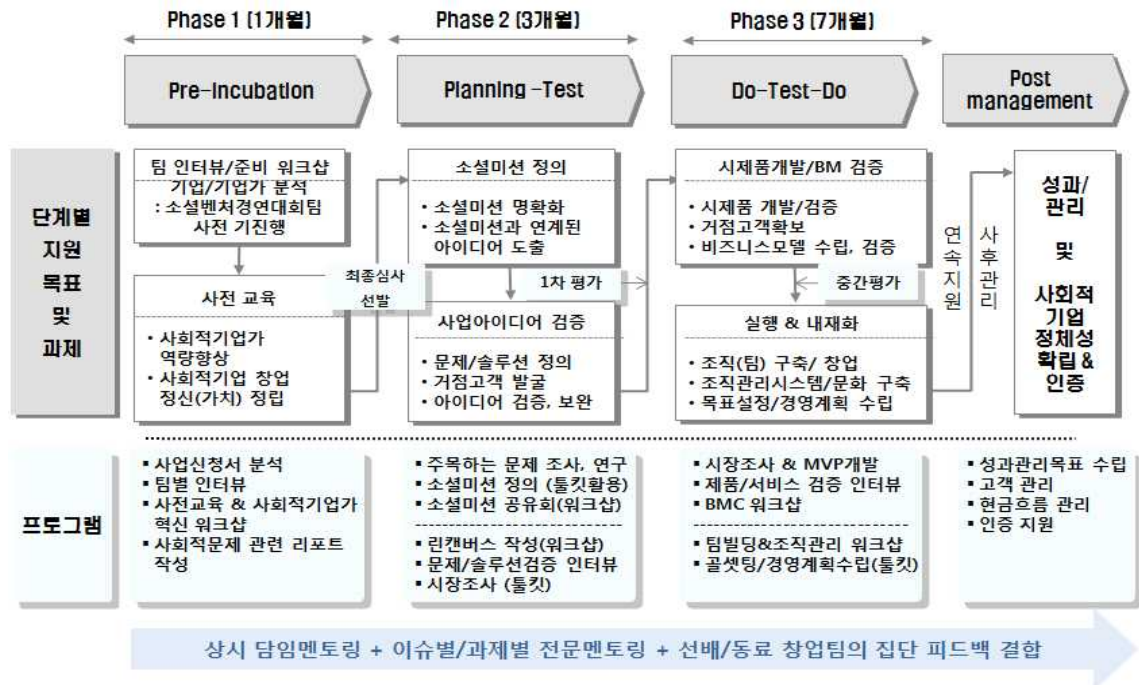 Phase 1 (1개월)
Phase 2 (3개월)
Phase 3 (7개월)
Pre-Incubation
Planning -Test
Do-Test-Do
Post
management
단계별
지원
목표
및
과제
팀 인터뷰/준비 워크샵
기업/기업가 분석
: 소셜벤처경연대회팀
사전 기진행
사전 교육
• 사회적기업가
역량향상
• 사회적기업 창업
정신(가치) 정립
최종심사
선발
소셜미션 정의
• 소셜미션 명확화
• 소셜미션과 연계된
아이디어 도출
1차 평가
사업아이디어 검증
• 문제/솔루션 정의
• 거점고객 발굴
• 아이디어 검증, 보완
시제품개발/BM 검증
• 시제품 개발/검증
• 거점고객확보
• 비즈니스모델 수립, 검증
중간평가
실행 & 내재화
• 조직(팀) 구축/ 창업
• 조직관리시스템/문화 구축
• 목표설정/경영계획 수립
연속지원
사후관리
성과/
관리
및
사회적
기업
정체성
확립 &
인증
프로그램
▪ 사업신청서 분석
▪ 팀별 인터뷰
▪ 사전교육 & 사회적기업가
혁신 워크샵
▪ 사회적문제 관련 리포트
작성
▪ 주목하는 문제 조사, 연구
▪ 소셜미션 정의 (툴킷활용)
▪ 소셜미션 공유회(워크샵)
▪ 린캔버스 작성(워크샵)
▪ 문제/솔루션검증 인터뷰
▪ 시장조사 (툴킷)
▪ 시장조사 & MVP개발
▪ 제품/서비스 검증 인터뷰
▪ BMC 워크샵
▪ 팀빌딩&조직관리 워크샵
▪ 골셋팅/경영계획수립(툴킷)
▪ 성과관리목표 수립
▪ 고객 관리
▪ 현금흐름 관리
▪ 인증 지원
상시 담임멘토링 + 이슈별/과제별 전문멘토링 + 선배/동료 창업팀의 집단 피드백 결합